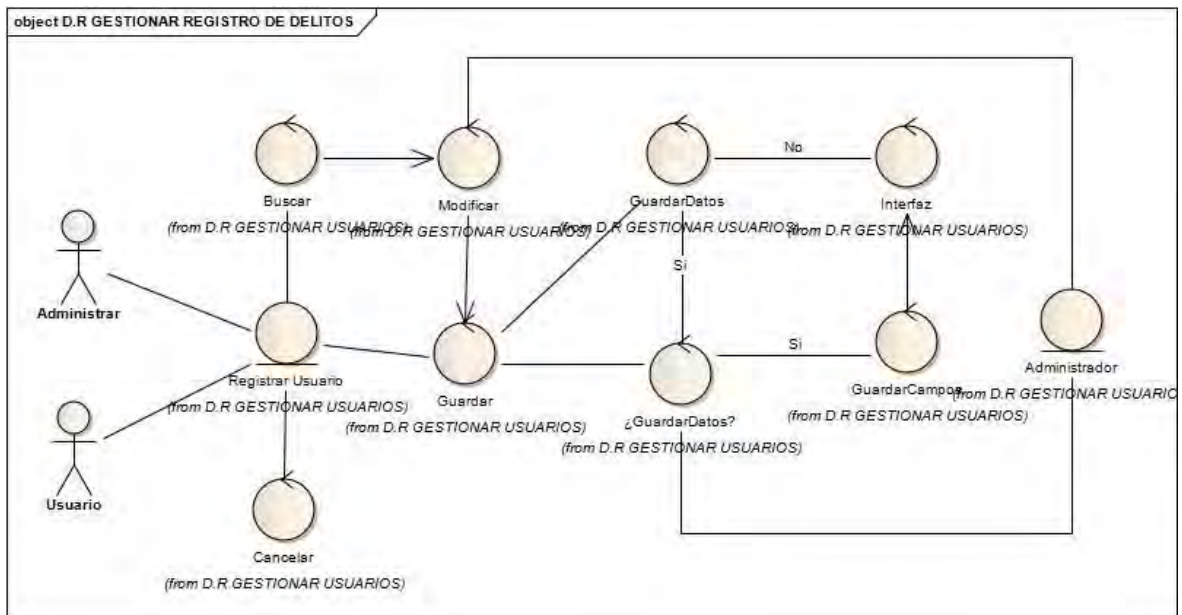 object D.R GESTIONAR REGISTRO DE DELITOS
Buscar
(from D.R GESTIONAR USUARIOS)
Modificar
(from D.R GESTIONAR USUARIOS)
GuardarDatos
(from D.R GESTIONAR USUARIOS)
No
Interfaz
(from D.R GESTIONAR USUARIOS)
Si
Administrar
Registrar Usuario
(from D.R GESTIONAR USUARIOS)
Guardar
(from D.R GESTIONAR USUARIOS)
¿GuardarDatos?
(from D.R GESTIONAR USUARIOS)
Si
GuardarCampos
(from D.R GESTIONAR USUARIOS)
Administrador
(from D.R GESTIONAR USUARIO
Usuario
Cancelar
(from D.R GESTIONAR USUARIOS)